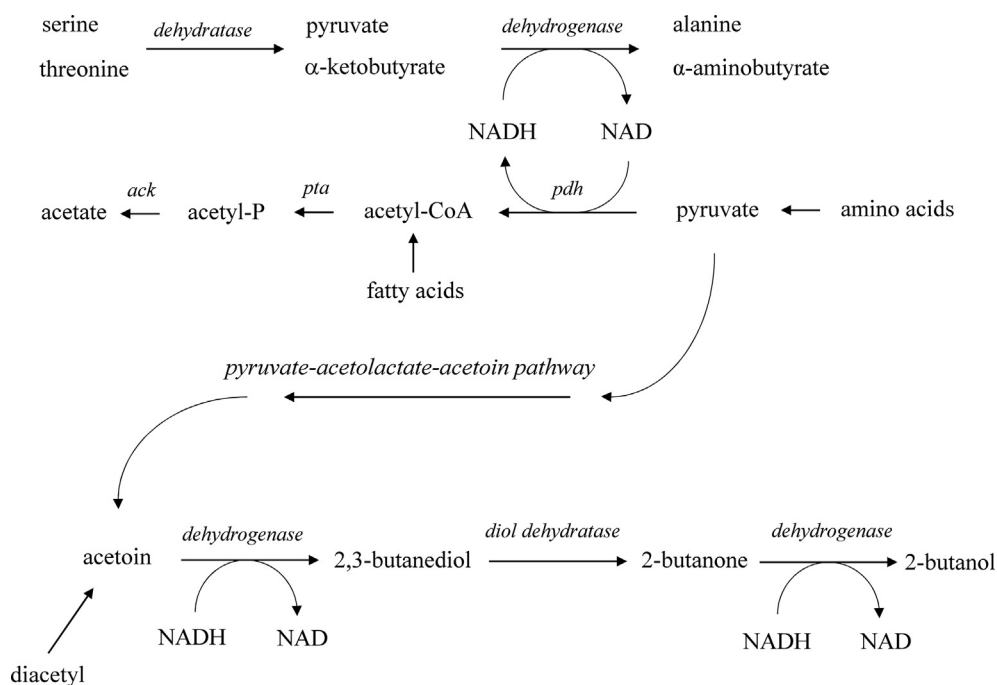 serine dehydratase pyruvate dehydrogenase alanine
threonine α-ketobutyrate α-aminobutyrate
NADH NAD
acetate ack acetyl-P pta acetyl-CoA pdh pyruvate amino acids
fatty acids
pyruvate-acetolactate-acetoin pathway
acetoin dehydrogenase 2,3-butanediol diol dehydratase 2-butanone dehydrogenase 2-butanol
NADH NAD NADH NAD
diacetyl